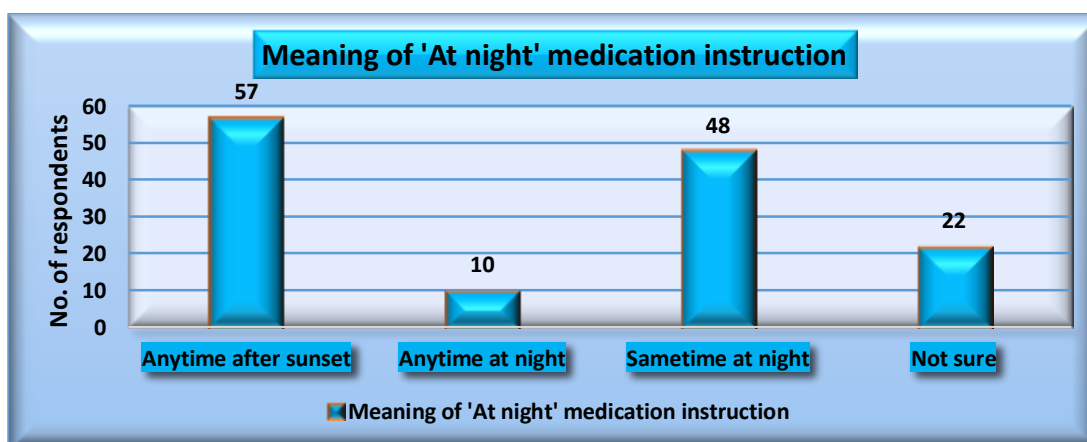 Meaning of 'At night' medication instruction
No. of respondents
60
50
40
30
20
10
0
57
10
48
22
Anytime after sunset
Anytime at night
Sametime at night
Not sure
Meaning of 'At night' medication instruction